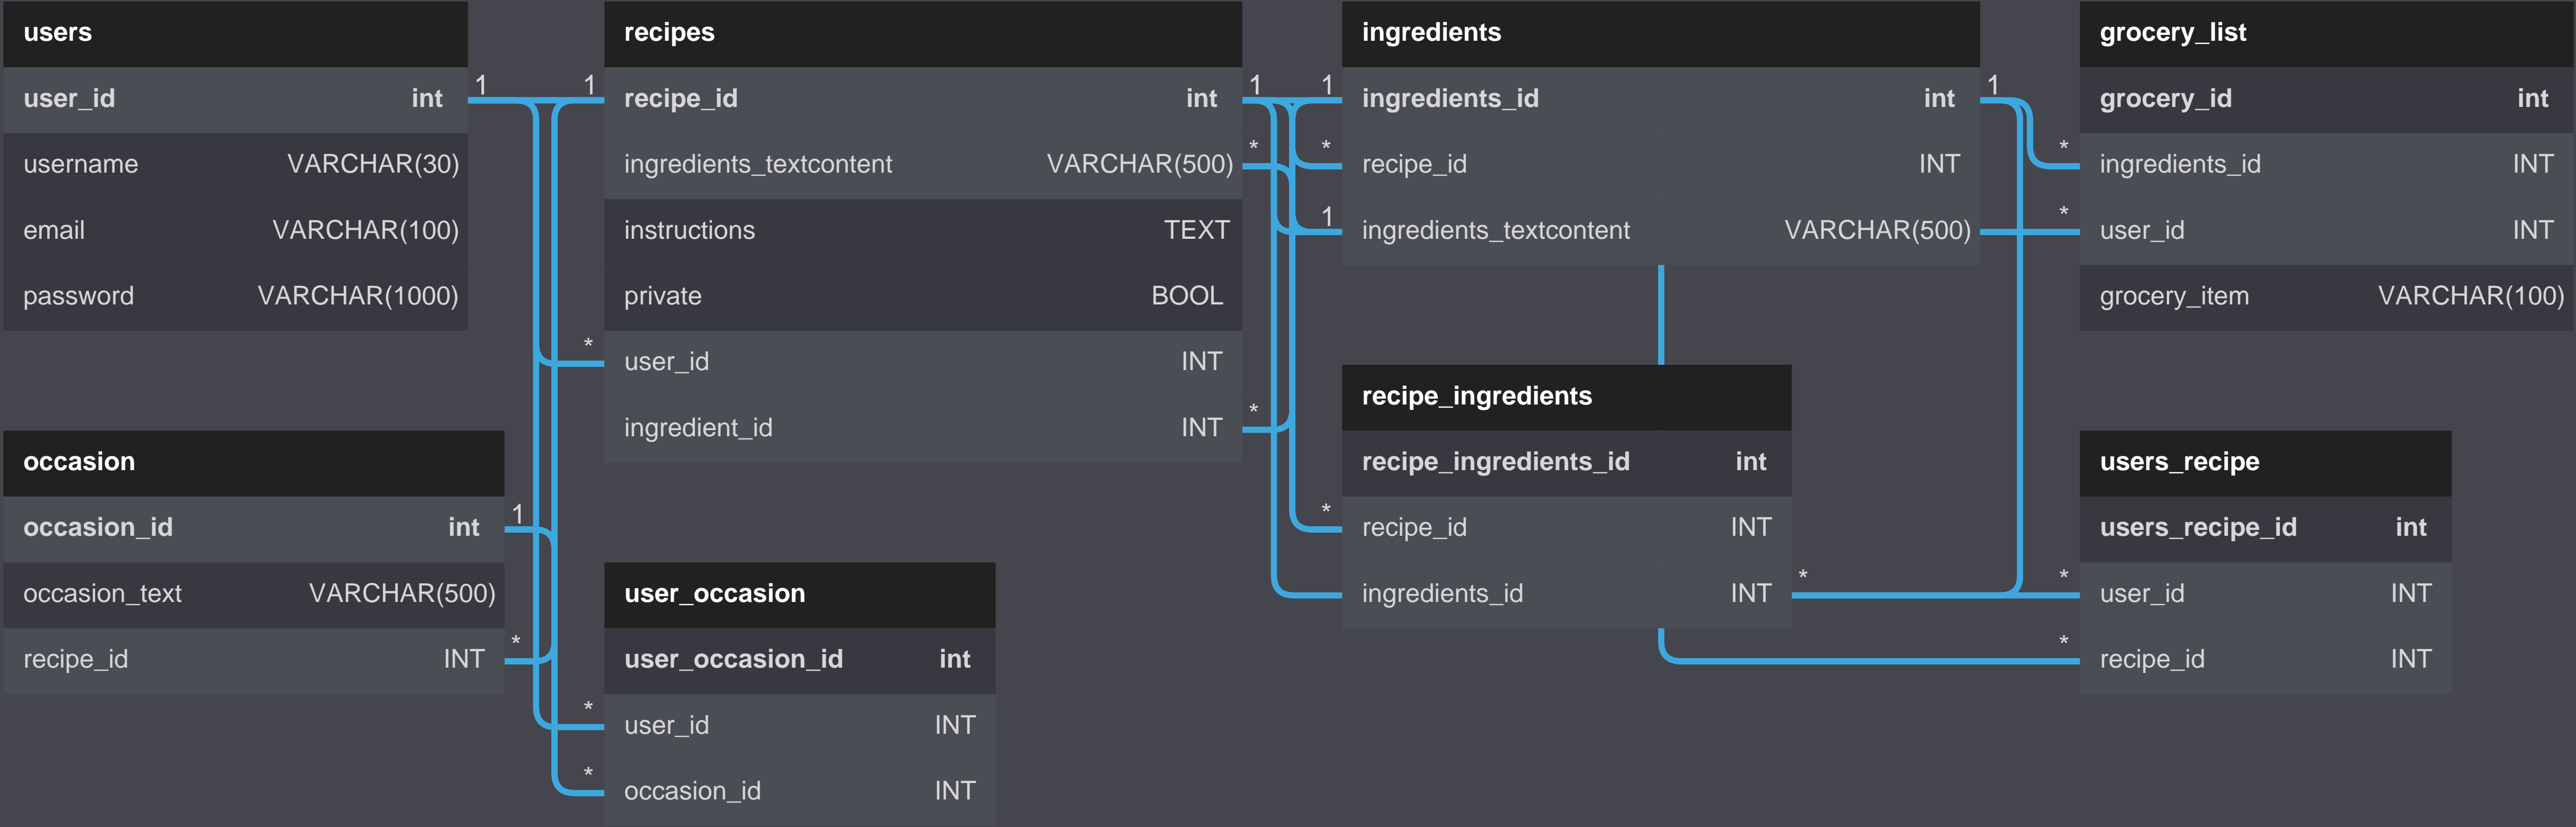 users
user_id int
username VARCHAR(30)
email VARCHAR(100)
password VARCHAR(1000)
occasion
occasion_id int
occasion_text VARCHAR(500)
recipe_id INT
recipes
recipe_id int
ingredients_textcontent VARCHAR(500)
instructions TEXT
private BOOL
user_id INT
ingredient_id INT
user_occasion
user_occasion_id int
user_id INT
occasion_id INT
ingredients
ingredients_id int
recipe_id INT
ingredients_textcontent VARCHAR(500)
recipe_ingredients
recipe_ingredients_id int
recipe_id INT
ingredients_id INT
grocery_list
grocery_id int
ingredients_id INT
user_id INT
grocery_item VARCHAR(100)
users_recipe
users_recipe_id int
user_id INT
recipe_id INT
1
1
*
1
*
*
*
1
*
*
1
*
1
*
*
1
*
*
*
*
*